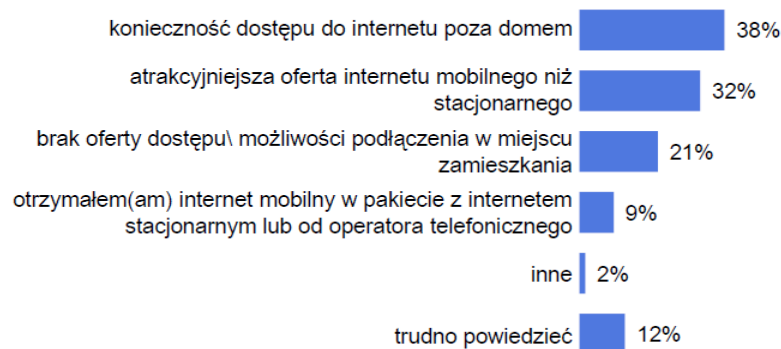 konieczność dostępu do internetu poza domem 38%
atrakcyjniejsza oferta internetu mobilnego niż
stacjonarnego 32%
brak oferty dostępu\ możliwości podłączenia w miejscu
zamieszkania 21%
otrzymałem(am) internet mobilny w pakiecie z internetem
stacjonarnym lub od operatora telefonicznego 9%
inne 2%
trudno powiedzieć 12%